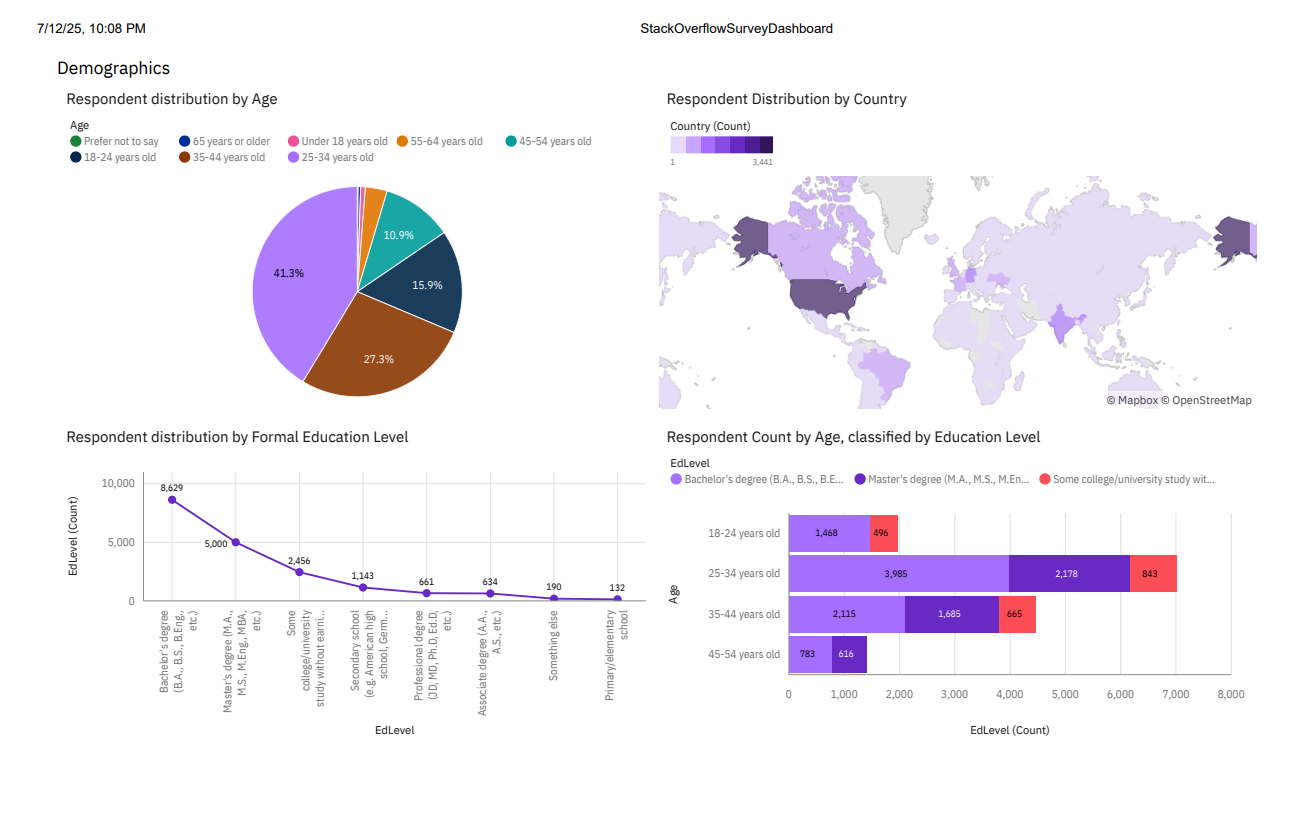 7/12/25, 10:08 PM
StackOverflowSurveyDashboard
Demographics
Respondent distribution by Age
Age
Prefer not to say
65 years or older
Under 18 years old
55-64 years old
45-54 years old
18-24 years old
35-44 years old
25-34 years old
10.9%
41.3%
15.9%
27.3%
Respondent Distribution by Country
Country (Count)
1
3,441
© Mapbox © OpenStreetMap
Respondent distribution by Formal Education Level
EdLevel (Count)
10,000
5,000
0
8,629
5,000
2,456
1,143
661
634
190
132
Bachelor's degree
(B.A., B.S., B.Eng.,
etc.)
Master's degree (M.A.,
M.S., M.Eng., MBA,
etc.)
Some
college/university
study without earni...
Secondary school
(e.g. American high
school, Germ...
Professional degree
(JD, MD, Ph.D, Ed.D,
etc.)
Associate degree (A.A.,
A.S., etc.)
Something else
Primary/elementary
school
EdLevel
Respondent Count by Age, classified by Education Level
EdLevel
Bachelor's degree (B.A., B.S., B.E...
Master's degree (M.A., M.S., M.En...
Some college/university study wit...
Age
18-24 years old
1,468
496
25-34 years old
3,985
2,178
843
35-44 years old
2,115
1,685
665
45-54 years old
783
616
0
1,000
2,000
3,000
4,000
5,000
6,000
7,000
8,000
EdLevel (Count)